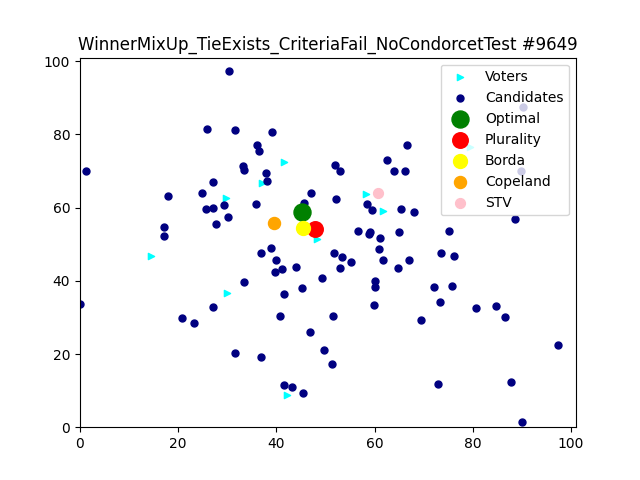 WinnerMixUp_TieExists_CriteriaFail_NoCondorcetTest #9649
100
80
60
40
20
0
0 20 40 60 80 100
Voters
Candidates
Optimal
Plurality
Borda
Copeland
STV